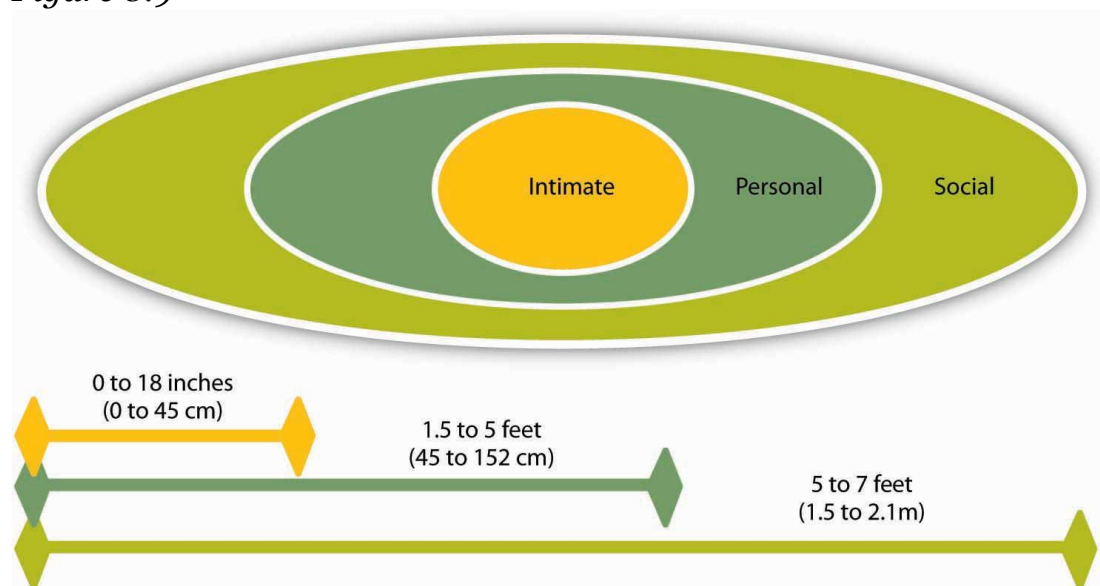 Intimate
Personal
Social
0 to 18 inches
(0 to 45 cm)
1.5 to 5 feet
(45 to 152 cm)
5 to 7 feet
(1.5 to 2.1m)